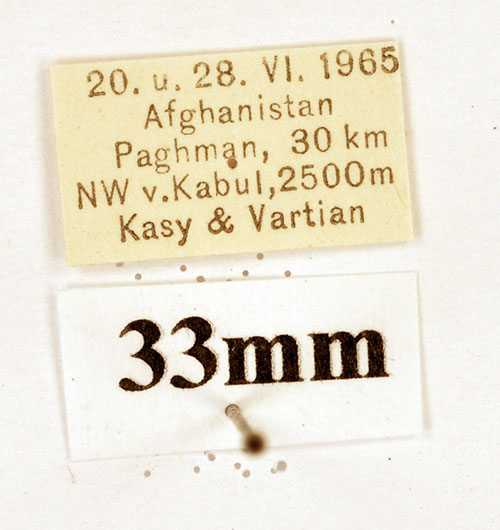 20. u. 28. VI. 1965
Afghanistan
Paghman, 30 km
NW v.Kabul,2500m
Kasy & Vartian
33mm